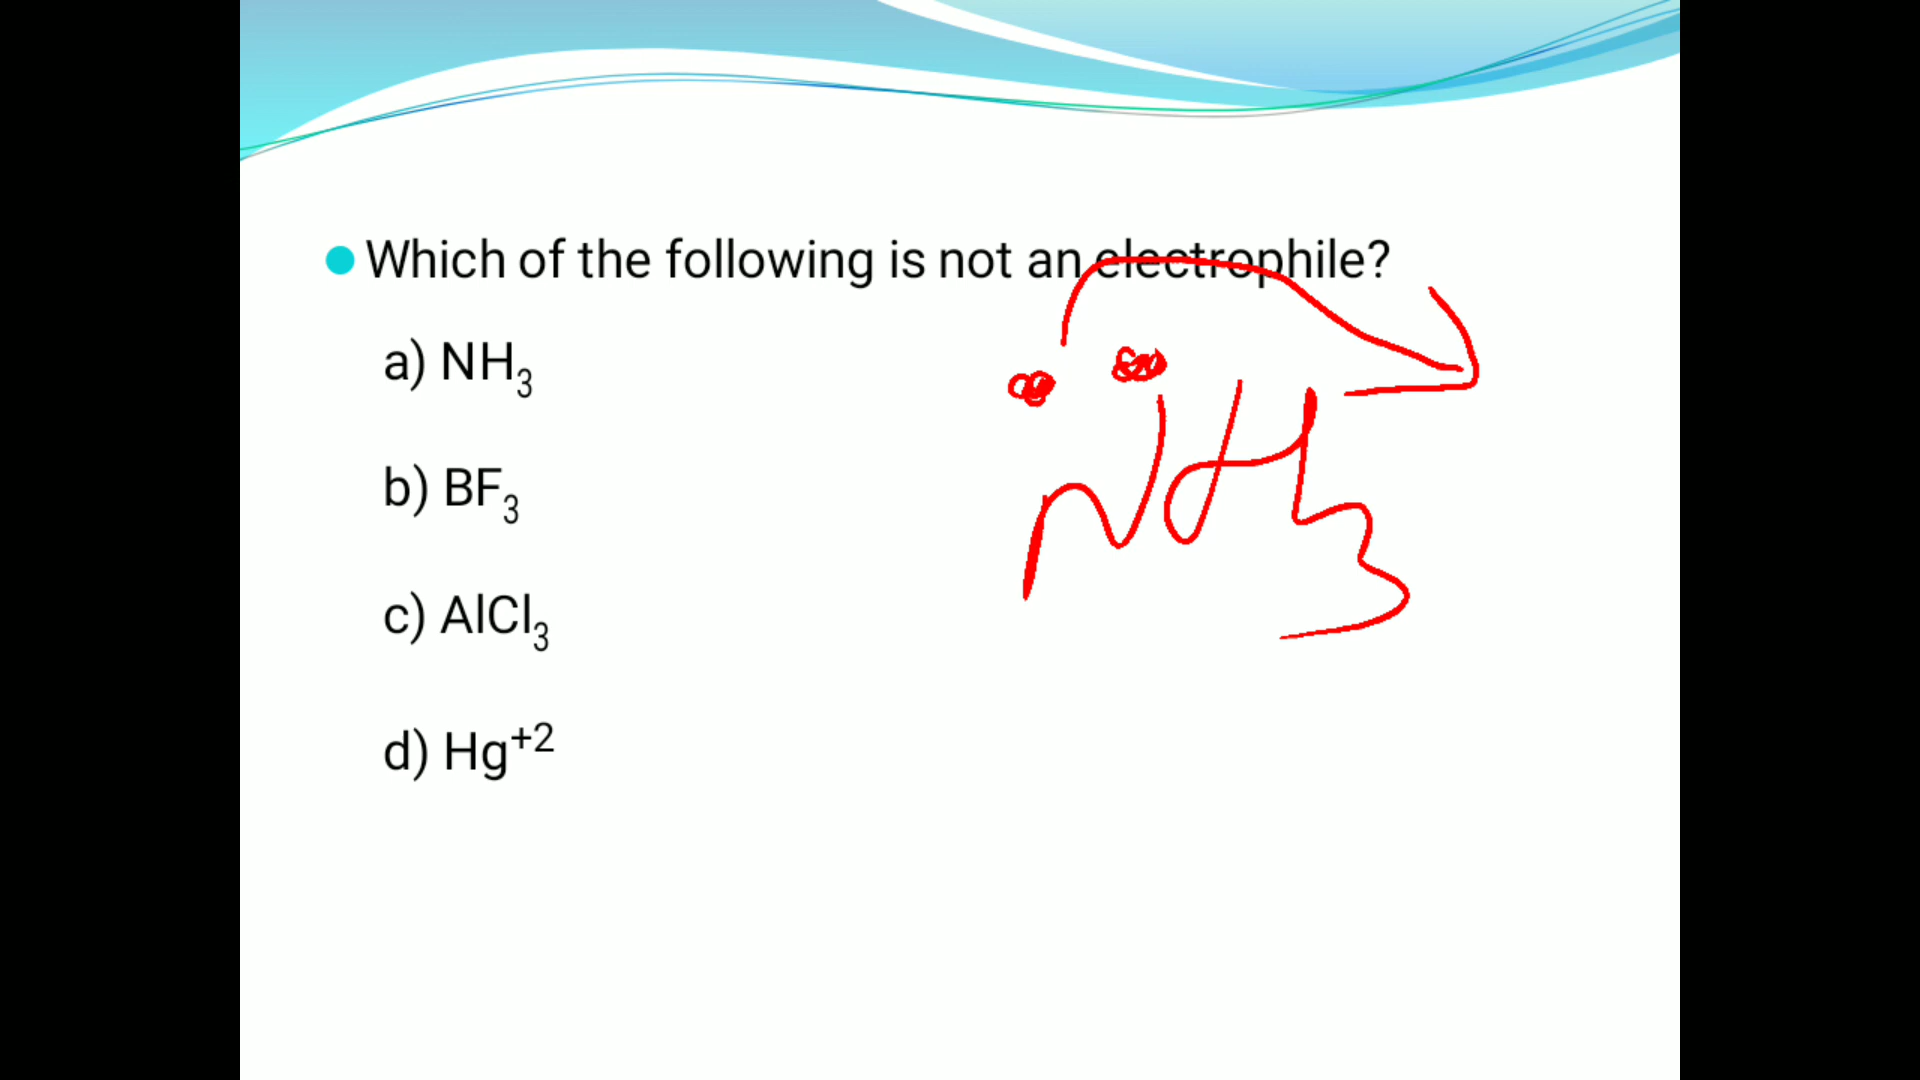 Which of the following is not an electrophile?
a) NH₃
NH3
b) BF₃
c) AlCl₃
d) Hg⁺²